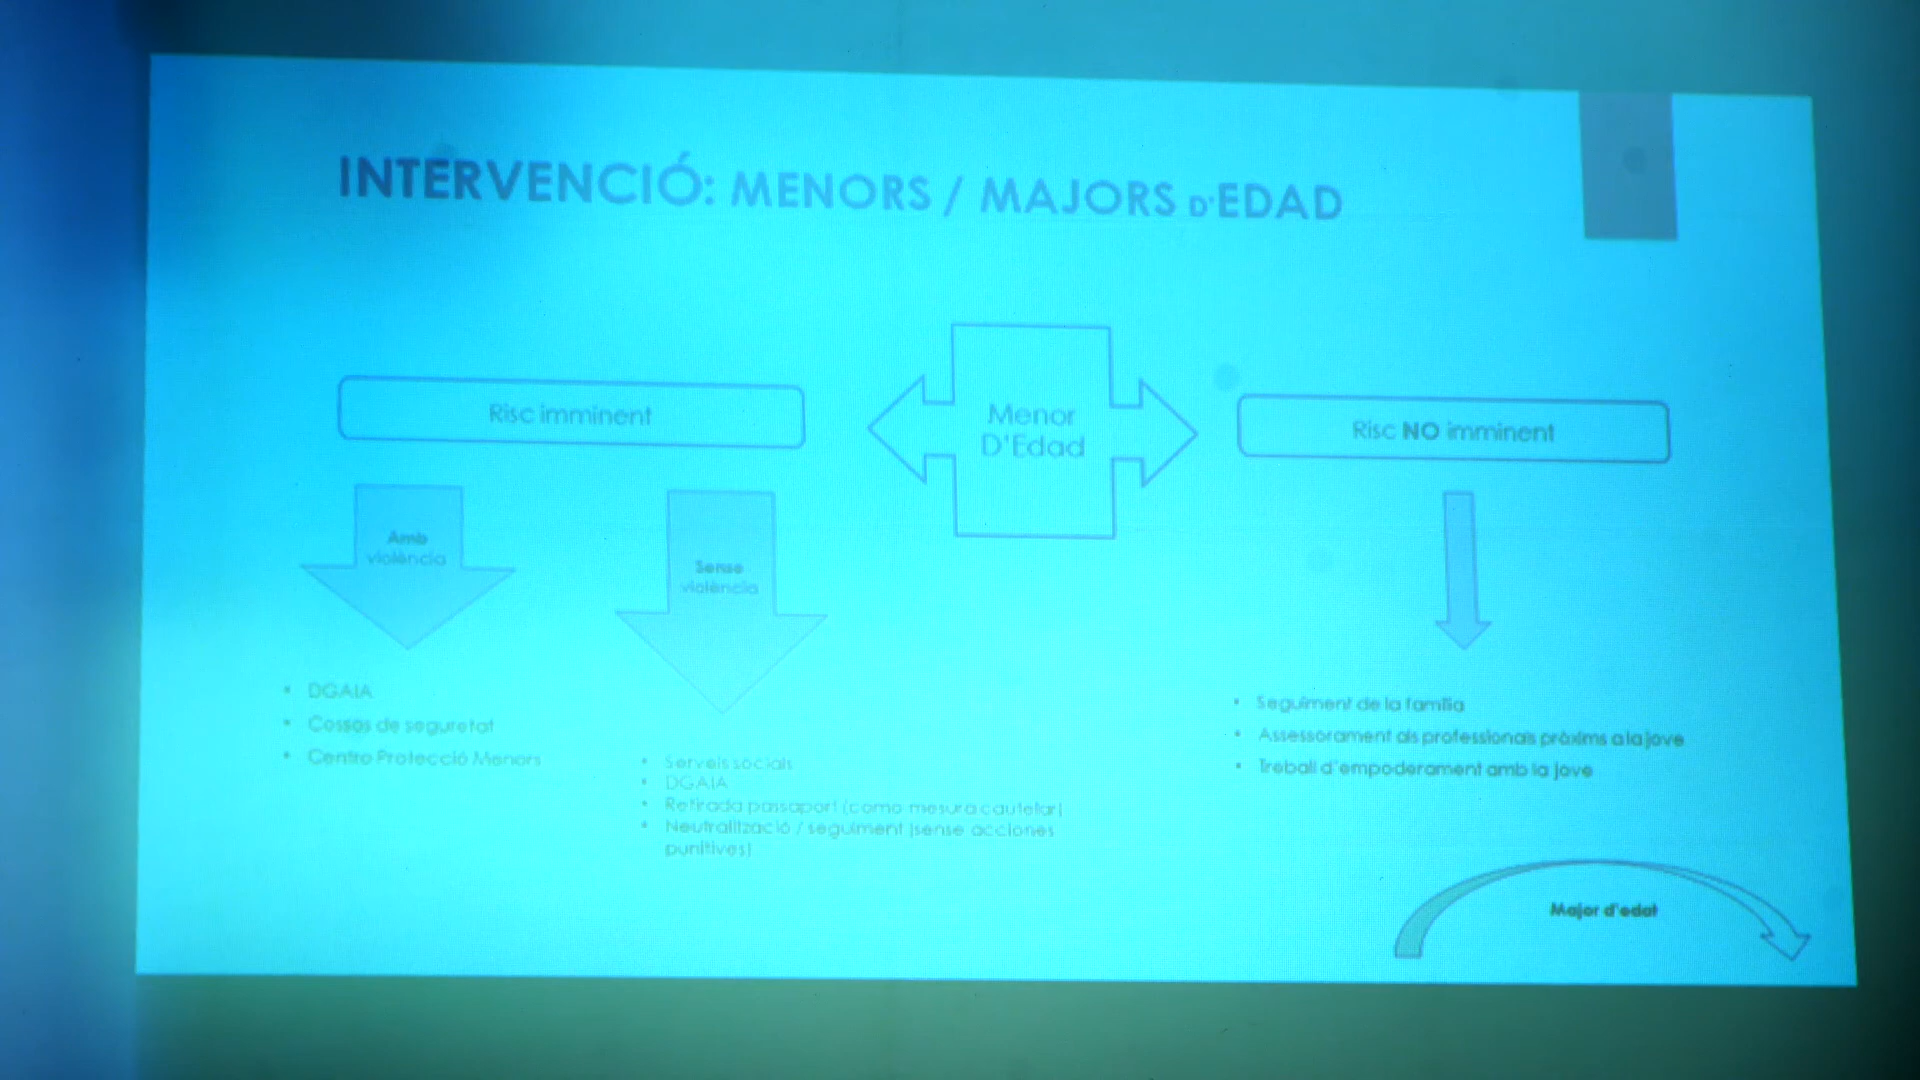 INTERVENCIÓ: MENORS / MAJORS D'EDAD
Risc imminent
Menor
D'Edad
Risc NO imminent
Amb
violència
Sense
violència
• DGAIA
• Cossos de seguretat
• Centro Protecció Menors
• Serveis socials
• DGAIA
• Retirada passaport (como mesura cautelar)
• Neutralització / seguiment (sense acciones
punitives)
• Seguiment de la família
• Assessorament als professionals pròxims a la jove
• Treball d'empoderament amb la jove
Major d'edat